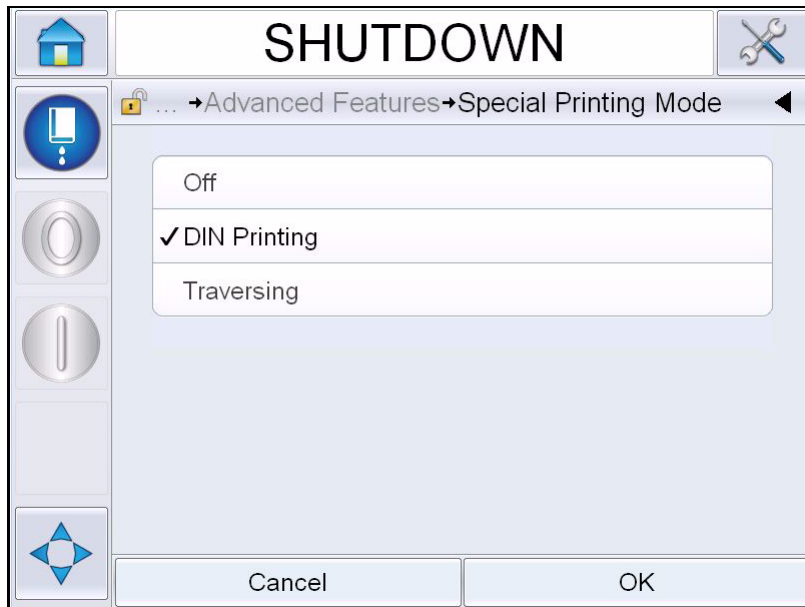 SHUTDOWN
... →Advanced Features→Special Printing Mode
Off
✓ DIN Printing
Traversing
Cancel
OK